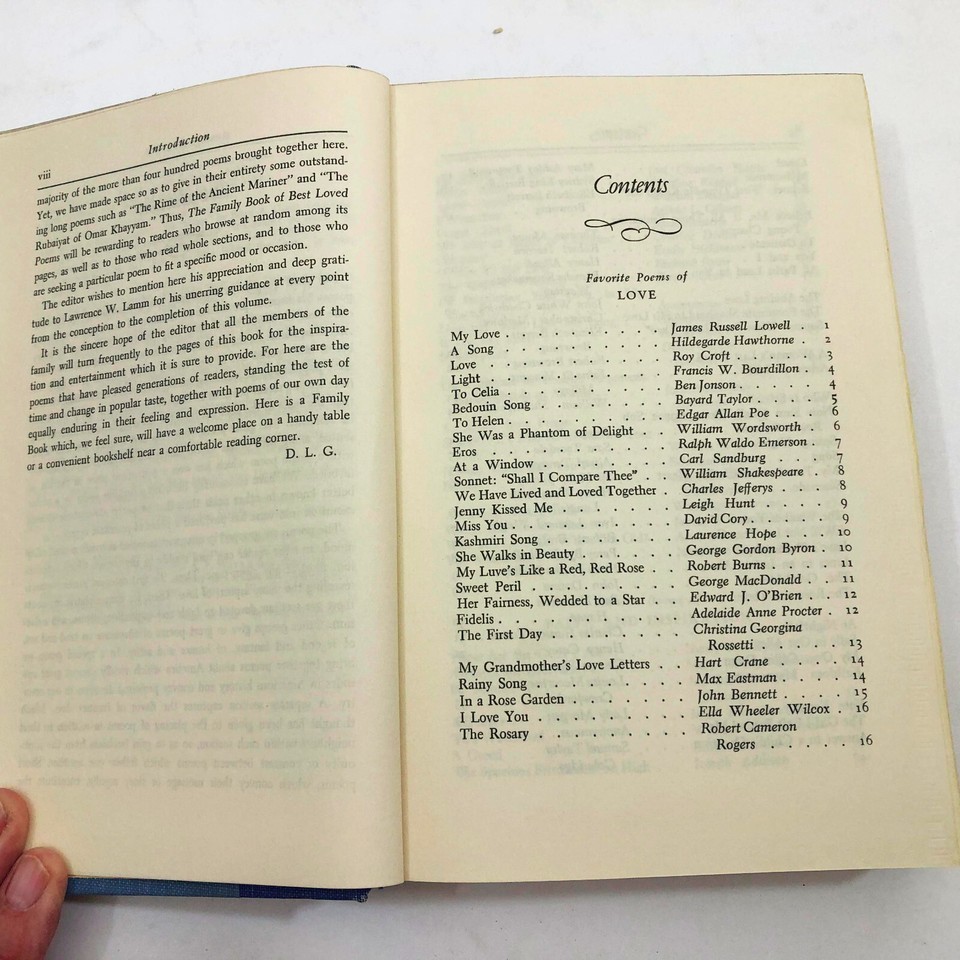 viii
Introduction
majority of the more than four hundred poems brought together here.
Yet, we have made space so as to give in their entirety some outstand-
ing long poems such as "The Rime of the Ancient Mariner" and "The
Rubaiyat of Omar Khayyam." Thus, The Family Book of Best Loved
Poems will be rewarding to readers who browse at random among its
pages, as well as to those who read whole sections, and to those who
are seeking a particular poem to fit a specific mood or occasion.
The editor wishes to mention here his appreciation and deep grati-
tude to Lawrence W. Lamm for his unerring guidance at every point
from the conception to the completion of this volume.
It is the sincere hope of the editor that all the members of the
family will turn frequently to the pages of this book for the inspira-
tion and entertainment which it is sure to provide. For here are the
poems that have pleased generations of readers, standing the test of
time and change in popular taste, together with poems of our own day
equally enduring in their feeling and expression. Here is a Family
Book which, we feel sure, will have a welcome place on a handy table
or a convenient bookshelf near a comfortable reading corner.
D. L. G.
Contents
Favorite Poems of
LOVE
My Love . . . . . . . . . . James Russell Lowell . 1
A Song . . . . . . . . . . Hildegarde Hawthorne . 2
Love . . . . . . . . . . . Roy Croft . . . . . 3
Light . . . . . . . . . . . Francis W. Bourdillon . 4
To Celia . . . . . . . . . . Ben Jonson . . . . . 4
Bedouin Song . . . . . . . . Bayard Taylor . . . . 5
To Helen . . . . . . . . . . Edgar Allan Poe . . . 6
She Was a Phantom of Delight . . William Wordsworth . 6
Eros . . . . . . . . . . . Ralph Waldo Emerson . 7
At a Window . . . . . . . . Carl Sandburg . . . 7
Sonnet: "Shall I Compare Thee" . . William Shakespeare . 8
We Have Lived and Loved Together . Charles Jefferys . . . 8
Jenny Kissed Me . . . . . . . Leigh Hunt . . . . 9
Miss You . . . . . . . . . . David Cory . . . . . 9
Kashmiri Song . . . . . . . . Laurence Hope . . . 10
She Walks in Beauty . . . . . . George Gordon Byron . 10
My Luve's Like a Red, Red Rose . . Robert Burns . . . . 11
Sweet Peril . . . . . . . . . George MacDonald . . 11
Her Fairness, Wedded to a Star . . Edward J. O'Brien . . 12
Fidelis . . . . . . . . . . . Adelaide Anne Procter . 12
The First Day . . . . . . . . Christina Georgina
Rossetti . . . . . . 13
My Grandmother's Love Letters . . Hart Crane . . . . 14
Rainy Song . . . . . . . . . Max Eastman . . . . 14
In a Rose Garden . . . . . . . John Bennett . . . . 15
I Love You . . . . . . . . . Ella Wheeler Wilcox . 16
The Rosary . . . . . . . . . Robert Cameron
Rogers . . . . . . 16